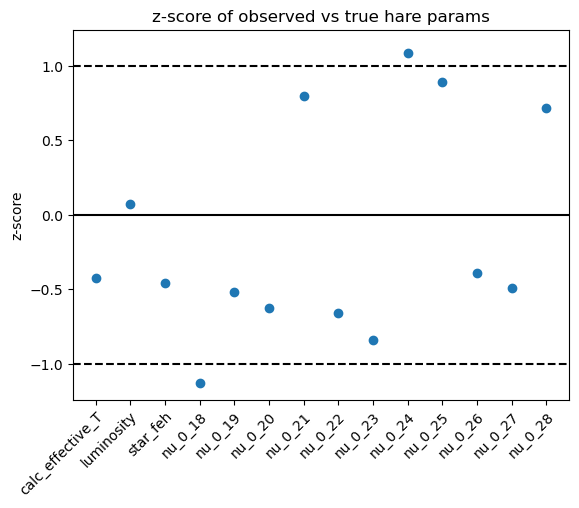 z-score of observed vs true hare params
z-score
1.0
0.5
0.0
−0.5
−1.0
calc_effective_T
luminosity
star_feh
nu_0_18
nu_0_19
nu_0_20
nu_0_21
nu_0_22
nu_0_23
nu_0_24
nu_0_25
nu_0_26
nu_0_27
nu_0_28